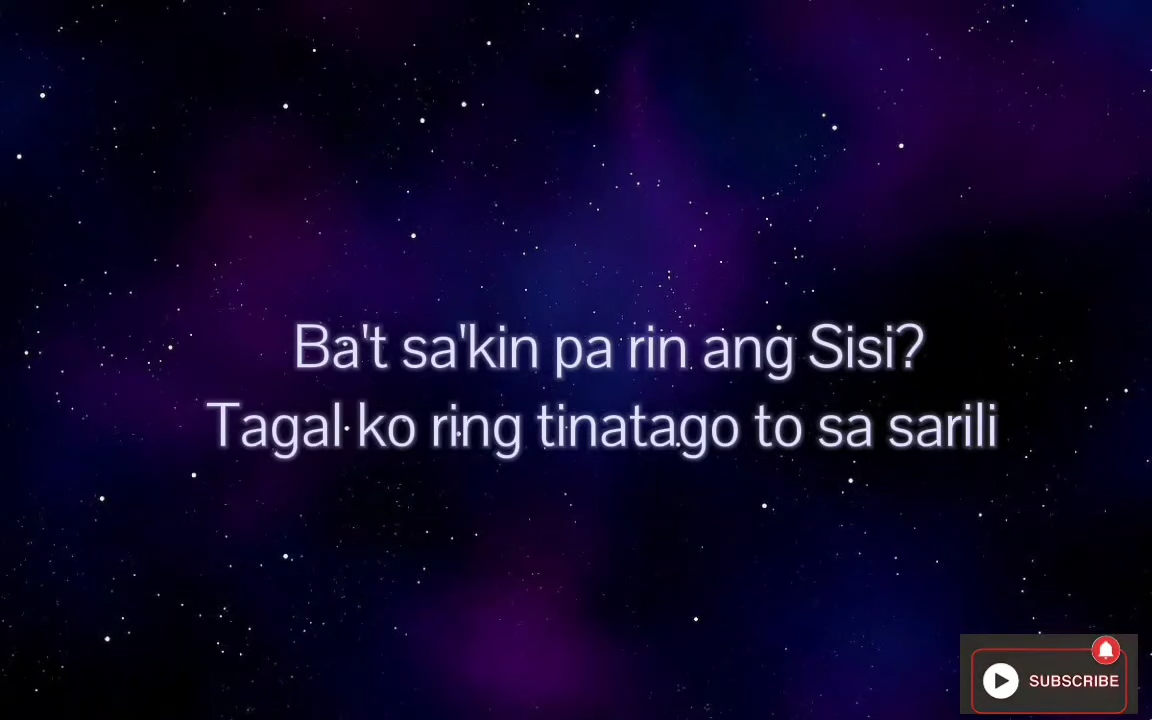 Ba't sa'kin pa rin ang Sisi?
Tagal ko ring tinatago to sa sarili
SUBSCRIBE